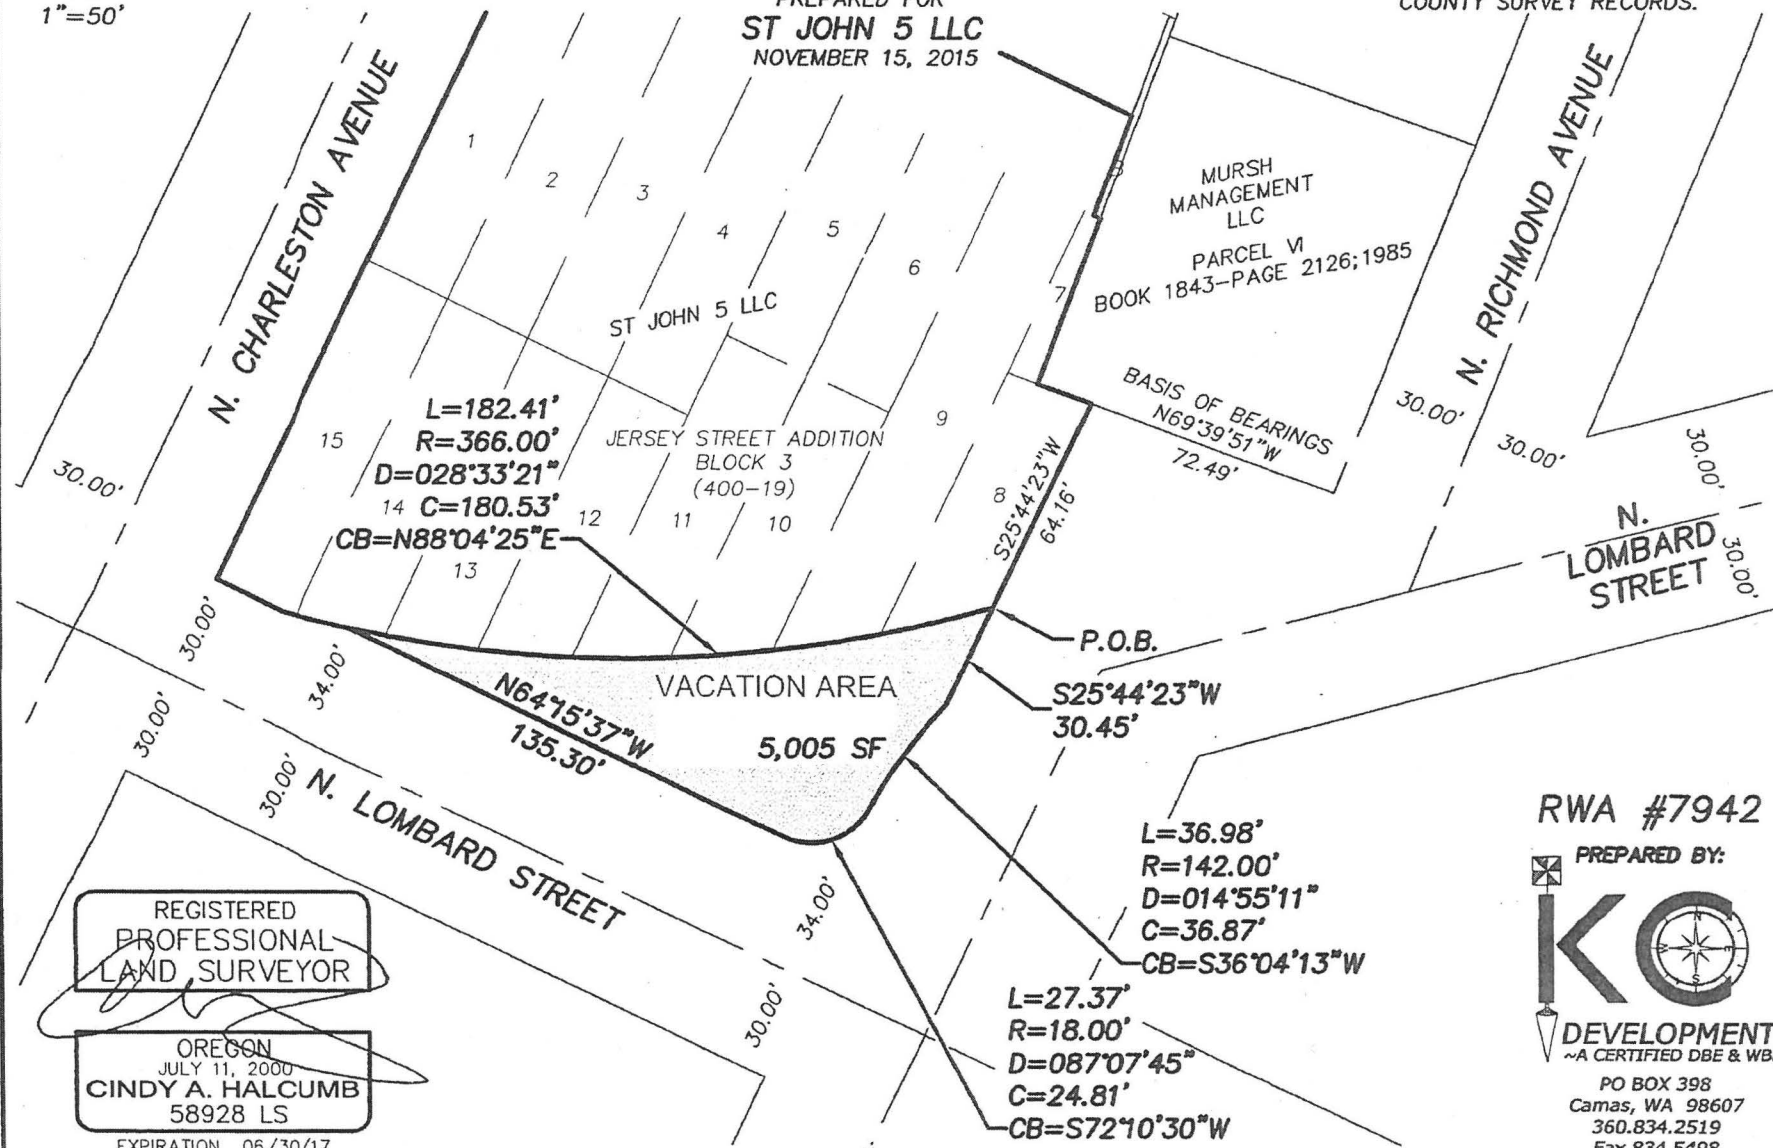 1"=50'
PREPARED FOR
ST JOHN 5 LLC
NOVEMBER 15, 2015
COUNTY SURVEY RECORDS.
N. CHARLESTON AVENUE
N. RICHMOND AVENUE
1
2
3
4
5
6
7
8
9
10
11
12
13
14
15
MURSH
MANAGEMENT
LLC
PARCEL VI
BOOK 1843-PAGE 2126;1985
ST JOHN 5 LLC
BASIS OF BEARINGS
N69°39'51"W
72.49'
30.00'
30.00'
30.00'
L=182.41'
R=366.00'
D=028°33'21"
C=180.53'
CB=N88°04'25"E
JERSEY STREET ADDITION
BLOCK 3
(400-19)
S25°44'23"W
64.16'
30.00'
30.00'
N.
LOMBARD
STREET
P.O.B.
S25°44'23"W
30.45'
VACATION AREA
5,005 SF
N64°15'37"W
135.30'
30.00'
34.00'
30.00'
30.00'
N. LOMBARD STREET
34.00'
30.00'
L=36.98'
R=142.00'
D=014°55'11"
C=36.87'
CB=S36°04'13"W
L=27.37'
R=18.00'
D=087°07'45"
C=24.81'
CB=S72°10'30"W
REGISTERED
PROFESSIONAL
LAND SURVEYOR
OREGON
JULY 11, 2000
CINDY A. HALCUMB
58928 LS
EXPIRATION 06/30/17
RWA #7942
PREPARED BY:
KC
N
E
S
W
DEVELOPMENT
~A CERTIFIED DBE & WB
PO BOX 398
Camas, WA 98607
360.834.2519
Fax 834.5498